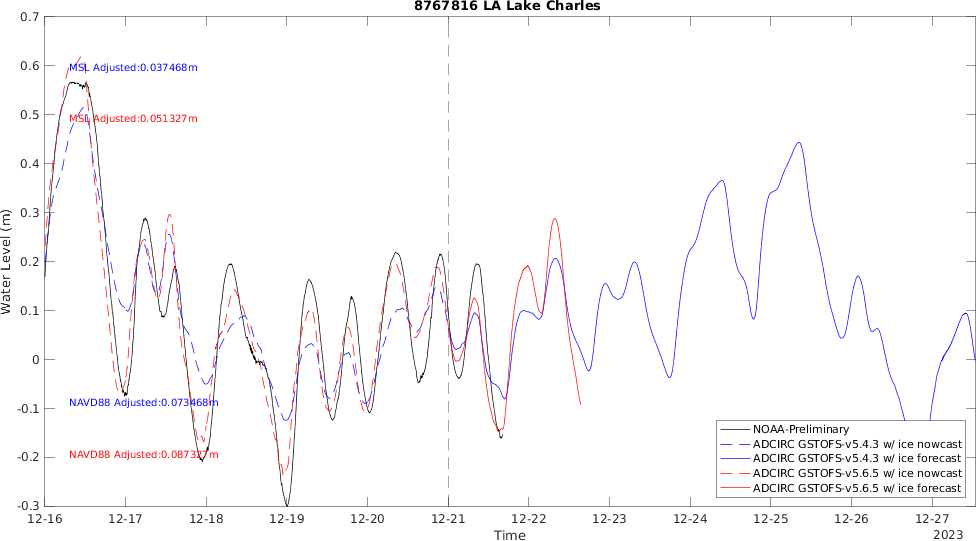 8767816 LA Lake Charles
0.7
0.6
0.5
0.4
0.3
0.2
0.1
0
-0.1
-0.2
-0.3
Water Level (m)
MSL Adjusted:0.037468m
MSL Adjusted:0.051327m
NAVD88 Adjusted:0.073468m
NAVD88 Adjusted:0.087327m
NOAA-Preliminary
ADCIRC GSTOFS-v5.4.3 w/ ice nowcast
ADCIRC GSTOFS-v5.4.3 w/ ice forecast
ADCIRC GSTOFS-v5.6.5 w/ ice nowcast
ADCIRC GSTOFS-v5.6.5 w/ ice forecast
12-16 12-17 12-18 12-19 12-20 12-21 12-22 12-23 12-24 12-25 12-26 12-27
Time
2023